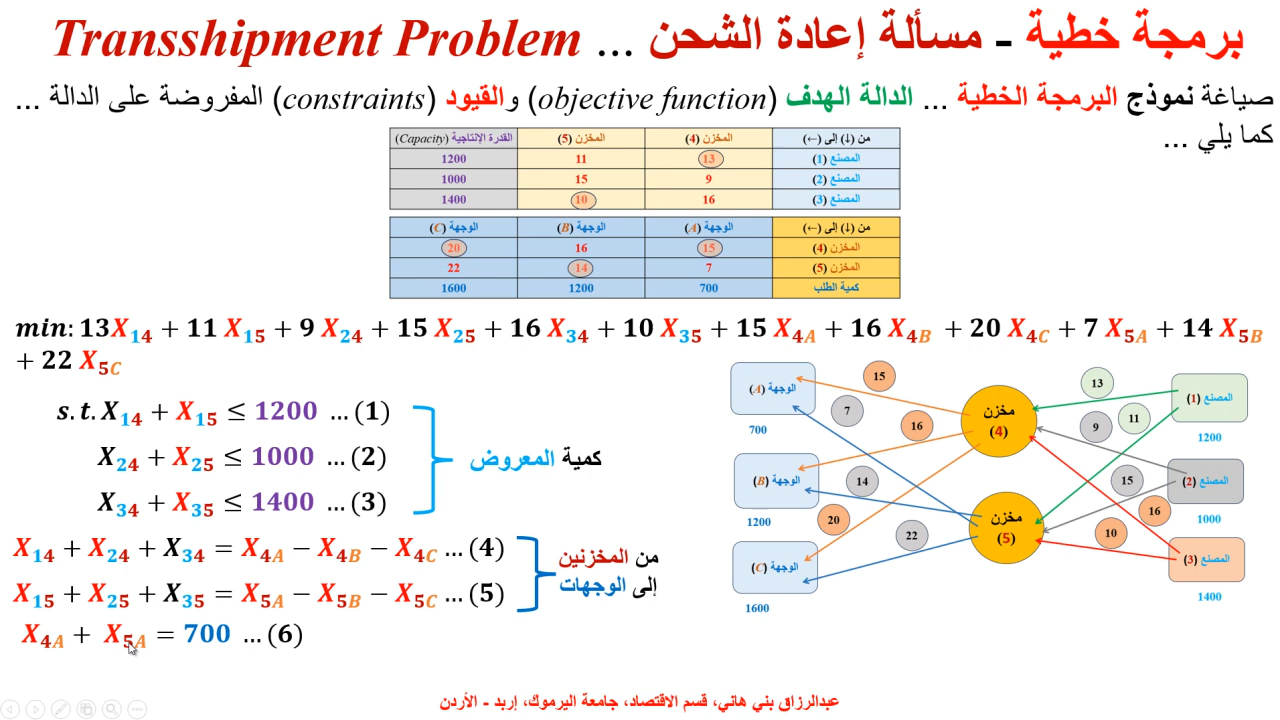 برمجة خطية - مسألة إعادة الشحن ... Transshipment Problem
صياغة نموذج البرمجة الخطية ... الدالة الهدف (objective function) والقيود (constraints) المفروضة على الدالة ...
كما يلي ...
من (↓) إلى (←) المخزن (4) المخزن (5) القدرة الإنتاجية (Capacity)
المصنع (1) 13 11 1200
المصنع (2) 9 15 1000
المصنع (3) 16 10 1400
من (↓) إلى (←) الوجهة (A) الوجهة (B) الوجهة (C)
المخزن (4) 15 16 20
المخزن (5) 7 14 22
كمية الطلب 700 1200 1600
min: 13X₁₄ + 11 X₁₅ + 9 X₂₄ + 15 X₂₅ + 16 X₃₄ + 10 X₃₅ + 15 X₄A + 16 X₄B + 20 X₄C + 7 X₅A + 14 X₅B
+ 22 X₅C
s.t. X₁₄ + X₁₅ ≤ 1200 ...(1)
X₂₄ + X₂₅ ≤ 1000 ...(2)
X₃₄ + X₃₅ ≤ 1400 ...(3)
كمية المعروض
X₁₄ + X₂₄ + X₃₄ = X₄A − X₄B − X₄C ...(4)
X₁₅ + X₂₅ + X₃₅ = X₅A − X₅B − X₅C ...(5)
من المخزنين
إلى الوجهات
X₄A + X₅A = 700 ...(6)
المصنع (1)
1200
المصنع (2)
1000
المصنع (3)
1400
13
11
9
15
16
10
مخزن
(4)
مخزن
(5)
15
7
16
14
20
22
الوجهة (A)
700
الوجهة (B)
1200
الوجهة (C)
1600
عبدالرزاق بني هاني، قسم الاقتصاد، جامعة اليرموك، إربد - الأردن